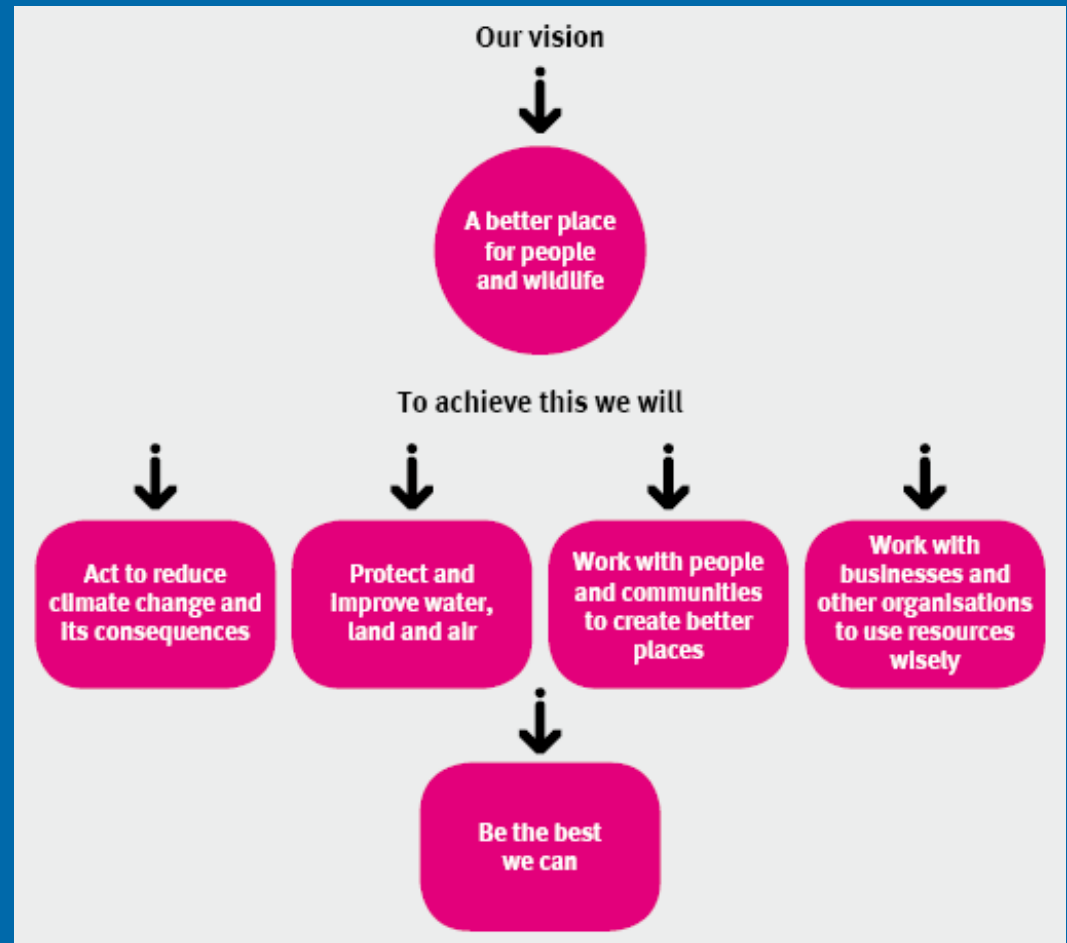 Our vision
A better place
for people
and wildlife
To achieve this we will
Act to reduce
climate change and
its consequences
Protect and
improve water,
land and air
Work with people
and communities
to create better
places
Work with
businesses and
other organisations
to use resources
wisely
Be the best
we can